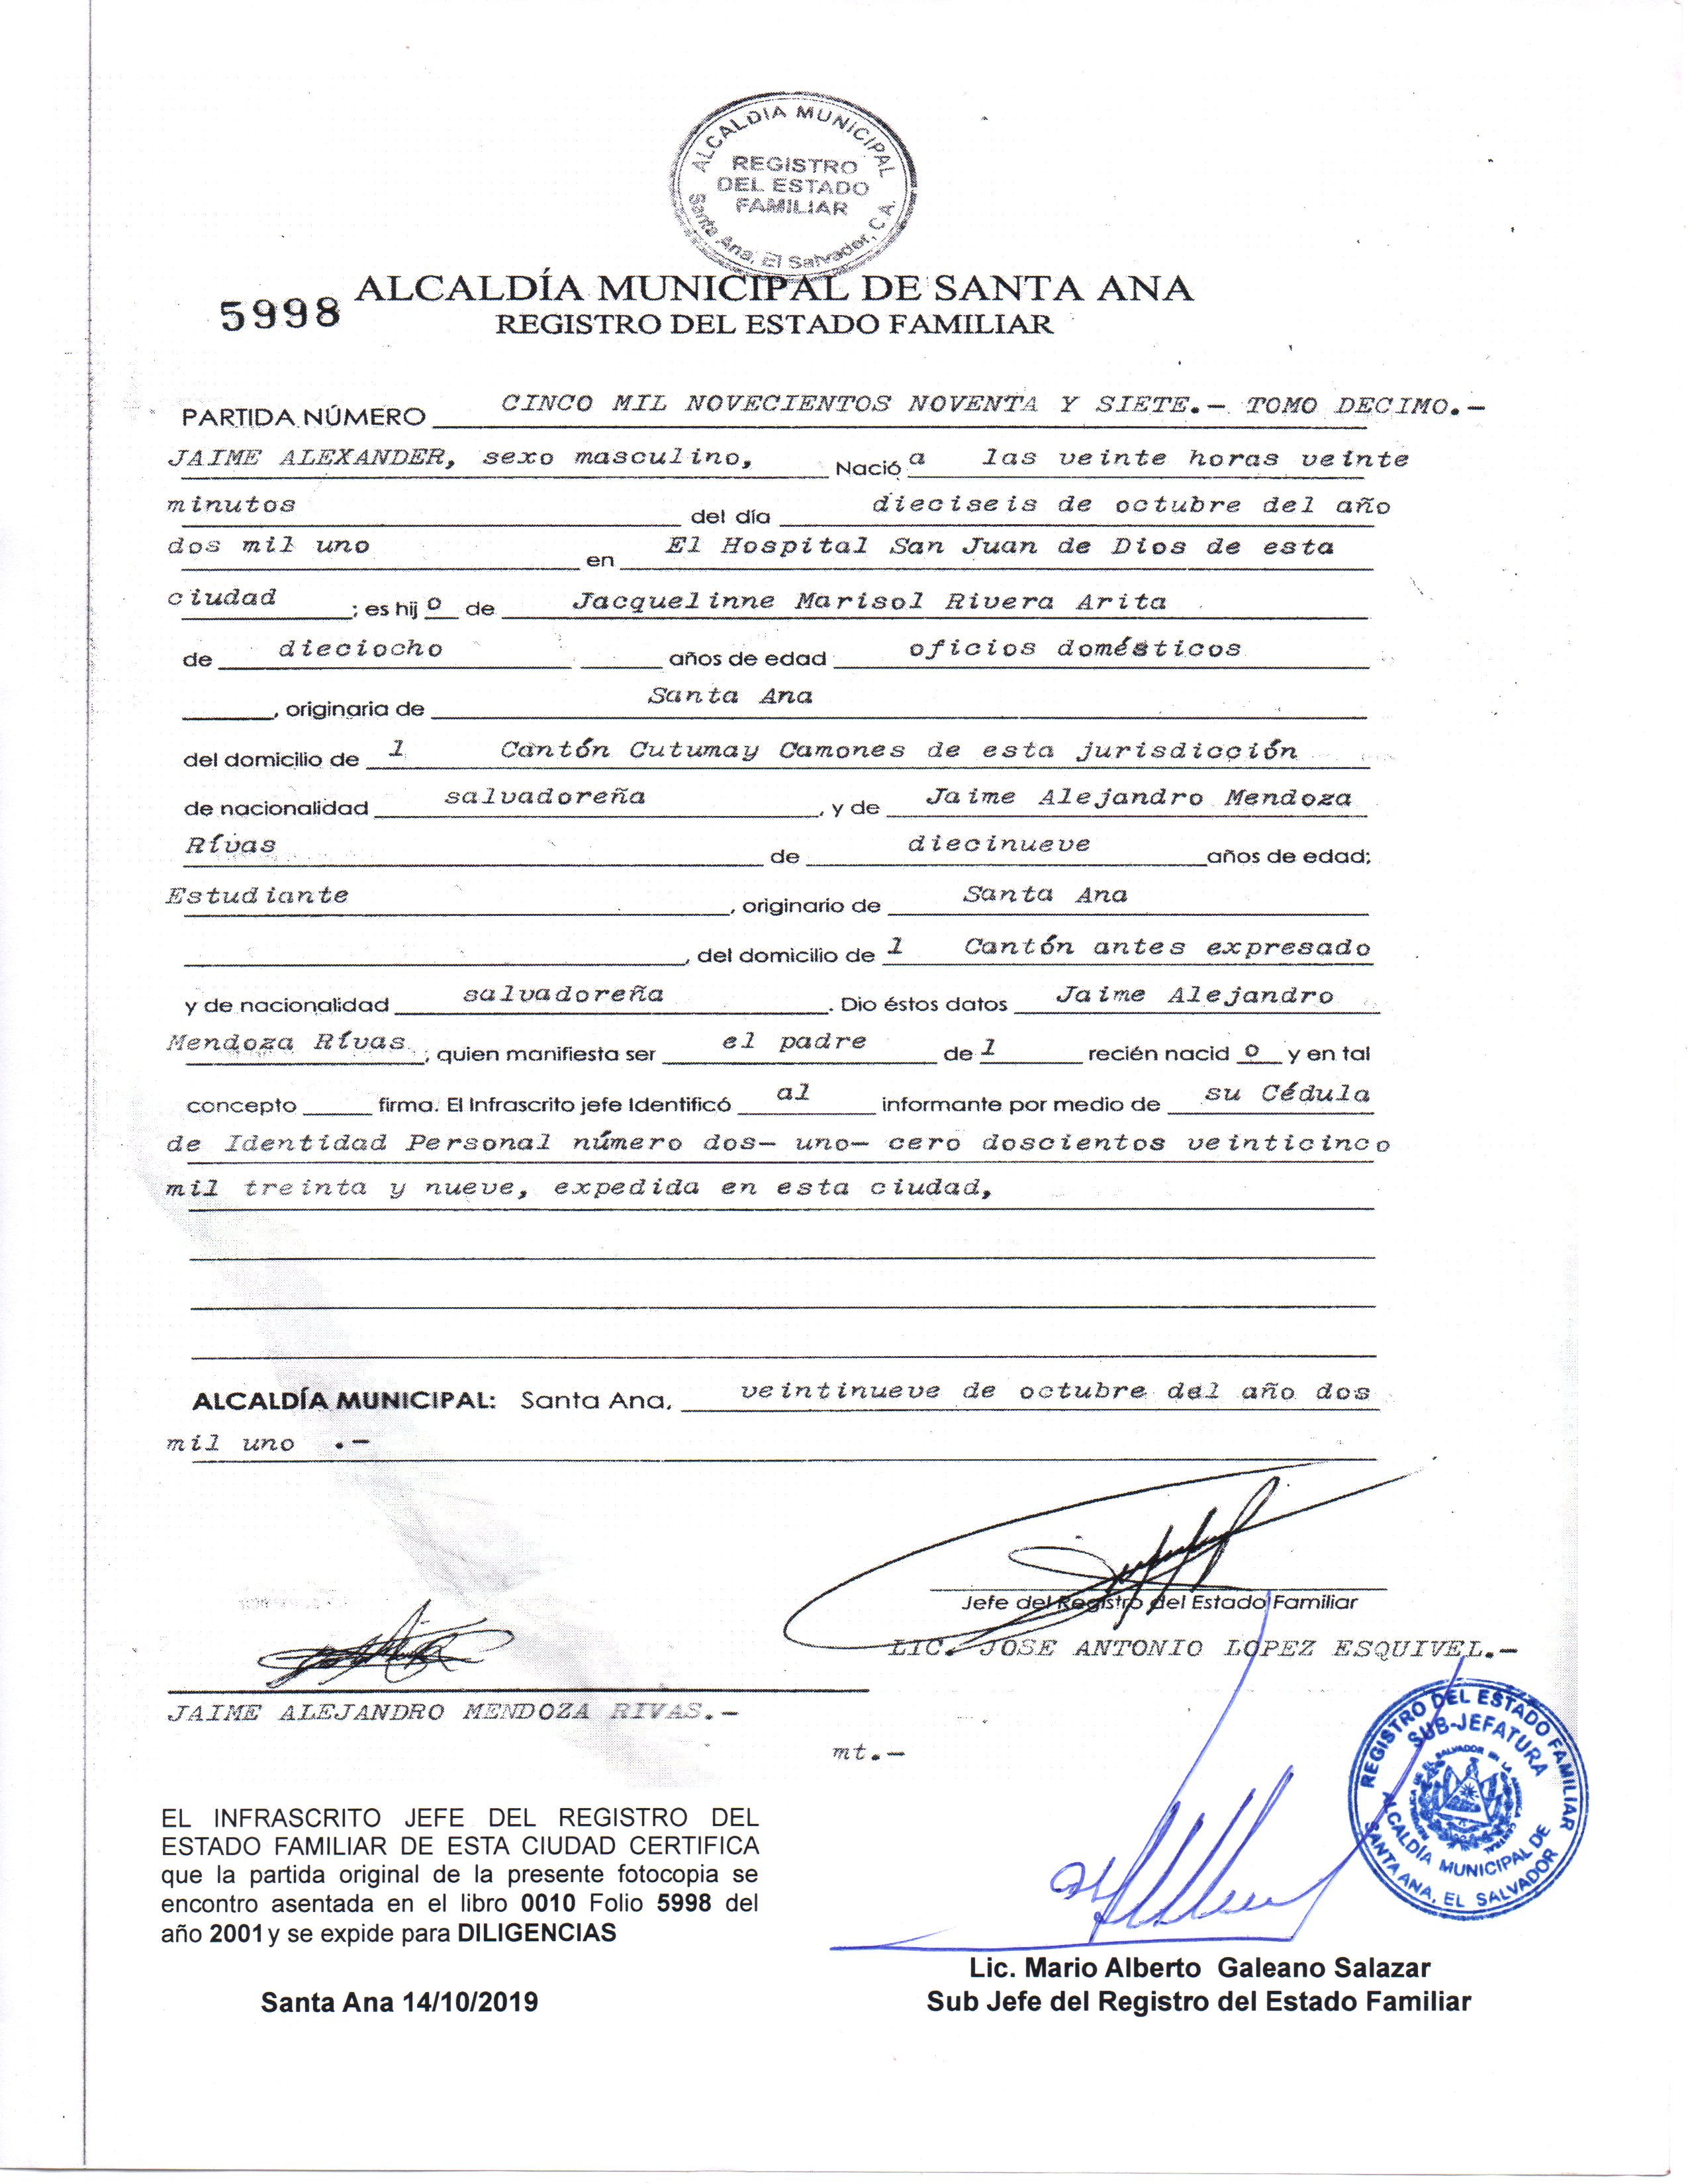 ALCALDIA MUNICIPAL
REGISTRO
DEL ESTADO
FAMILIAR
Santa Ana, El Salvador, C.A.
5998 ALCALDÍA MUNICIPAL DE SANTA ANA
REGISTRO DEL ESTADO FAMILIAR
PARTIDA NÚMERO CINCO MIL NOVECIENTOS NOVENTA Y SIETE.- TOMO DECIMO.-
JAIME ALEXANDER, sexo masculino, Nació a las veinte horas veinte
minutos del día dieciseis de octubre del año
dos mil uno en El Hospital San Juan de Dios de esta
ciudad ; es hij o de Jacquelinne Marisol Rivera Arita
de dieciocho años de edad oficios domésticos
, originaria de Santa Ana
del domicilio de l Cantón Cutumay Camones de esta jurisdicción
de nacionalidad salvadoreña , y de Jaime Alejandro Mendoza
Rívas de diecinueve años de edad;
Estudiante , originario de Santa Ana
, del domicilio de l Cantón antes expresado
y de nacionalidad salvadoreña . Dio éstos datos Jaime Alejandro
Mendoza Rívas , quien manifiesta ser el padre de l recién nacid o y en tal
concepto firma. El Infrascrito jefe Identificó al informante por medio de su Cédula
de Identidad Personal número dos- uno- cero doscientos veinticinco
mil treinta y nueve, expedida en esta ciudad,
ALCALDÍA MUNICIPAL: Santa Ana, veintinueve de octubre del año dos
mil uno .-
Jefe del Registro del Estado Familiar
LIC. JOSE ANTONIO LOPEZ ESQUIVEL.-
JAIME ALEJANDRO MENDOZA RIVAS.-
mt.-
REGISTRO DEL ESTADO FAMILIAR
SUB-JEFATURA
ALCALDÍA MUNICIPAL DE
SANTA ANA, EL SALVADOR
EL INFRASCRITO JEFE DEL REGISTRO DEL
ESTADO FAMILIAR DE ESTA CIUDAD CERTIFICA
que la partida original de la presente fotocopia se
encontro asentada en el libro 0010 Folio 5998 del
año 2001 y se expide para DILIGENCIAS
Lic. Mario Alberto Galeano Salazar
Santa Ana 14/10/2019
Sub Jefe del Registro del Estado Familiar